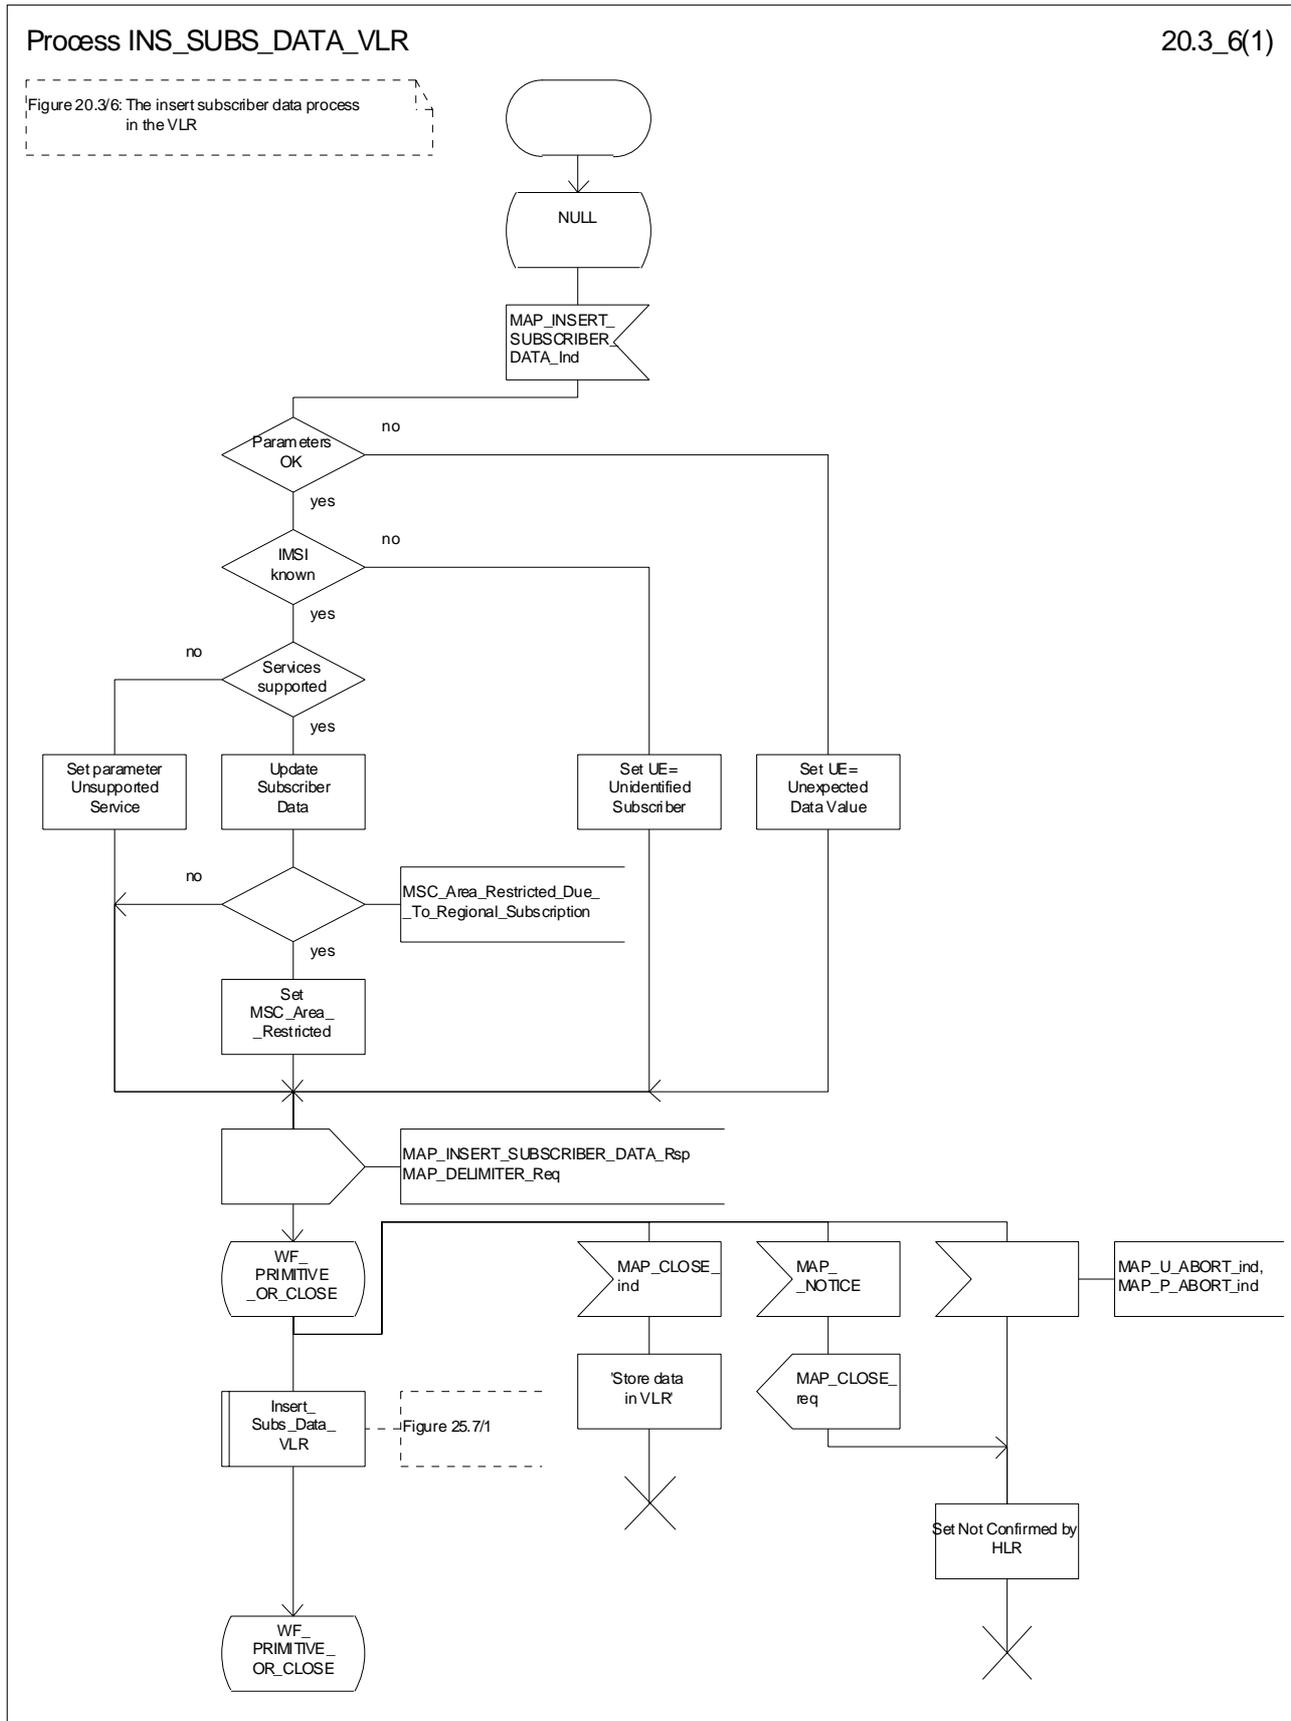 Process INS_SUBS_DATA_VLR
20.3_6(1)
Figure 20.3/6: The insert subscriber data process
in the VLR
NULL
MAP_INSERT_
SUBSCRIBER_
DATA_Ind
Parameters
OK
no
yes
IMSI
known
no
yes
Services
supported
no
yes
Set parameter
Unsupported
Service
Update
Subscriber
Data
Set UE=
Unidentified
Subscriber
Set UE=
Unexpected
Data Value
no
MSC_Area_Restricted_Due_
_To_Regional_Subscription
yes
Set
MSC_Area_
_Restricted
MAP_INSERT_SUBSCRIBER_DATA_Rsp
MAP_DELIMITER_Req
WF_
PRIMITIVE
_OR_CLOSE
MAP_CLOSE_
ind
MAP_
_NOTICE
MAP_U_ABORT_ind,
MAP_P_ABORT_ind
'Store data
in VLR'
MAP_CLOSE_
req
Insert_
Subs_Data_
VLR
Figure 25.7/1
Set Not Confirmed by
HLR
WF_
PRIMITIVE_
OR_CLOSE